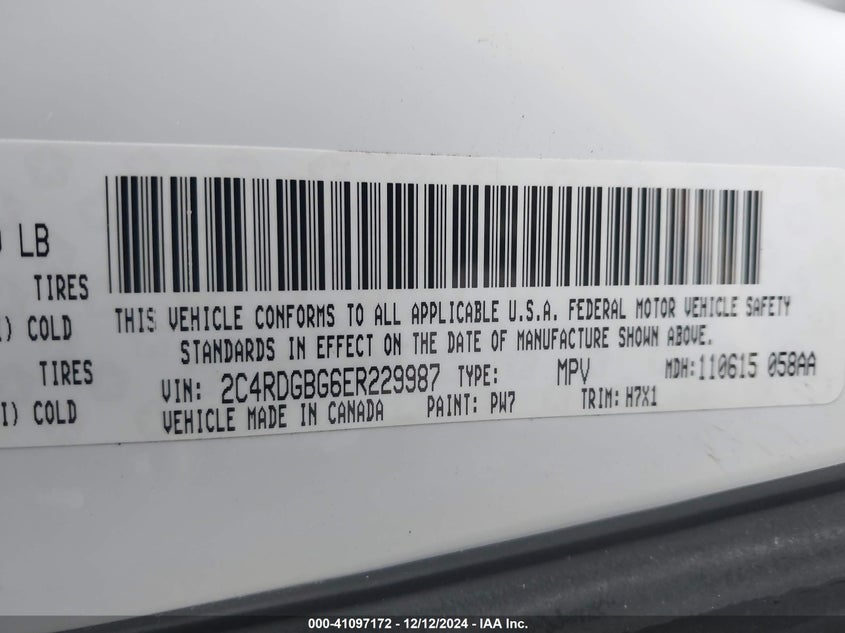 LB
TIRES
COLD
TIRES
COLD
THIS VEHICLE CONFORMS TO ALL APPLICABLE U.S.A. FEDERAL MOTOR VEHICLE SAFETY
STANDARDS IN EFFECT ON THE DATE OF MANUFACTURE SHOWN ABOVE.
VIN: 2C4RDGBG6ER229987 TYPE: MPV MDH: 110615 058AA
VEHICLE MADE IN CANADA PAINT: PW7 TRIM: H7X1
000-41097172 - 12/12/2024 - IAA Inc.